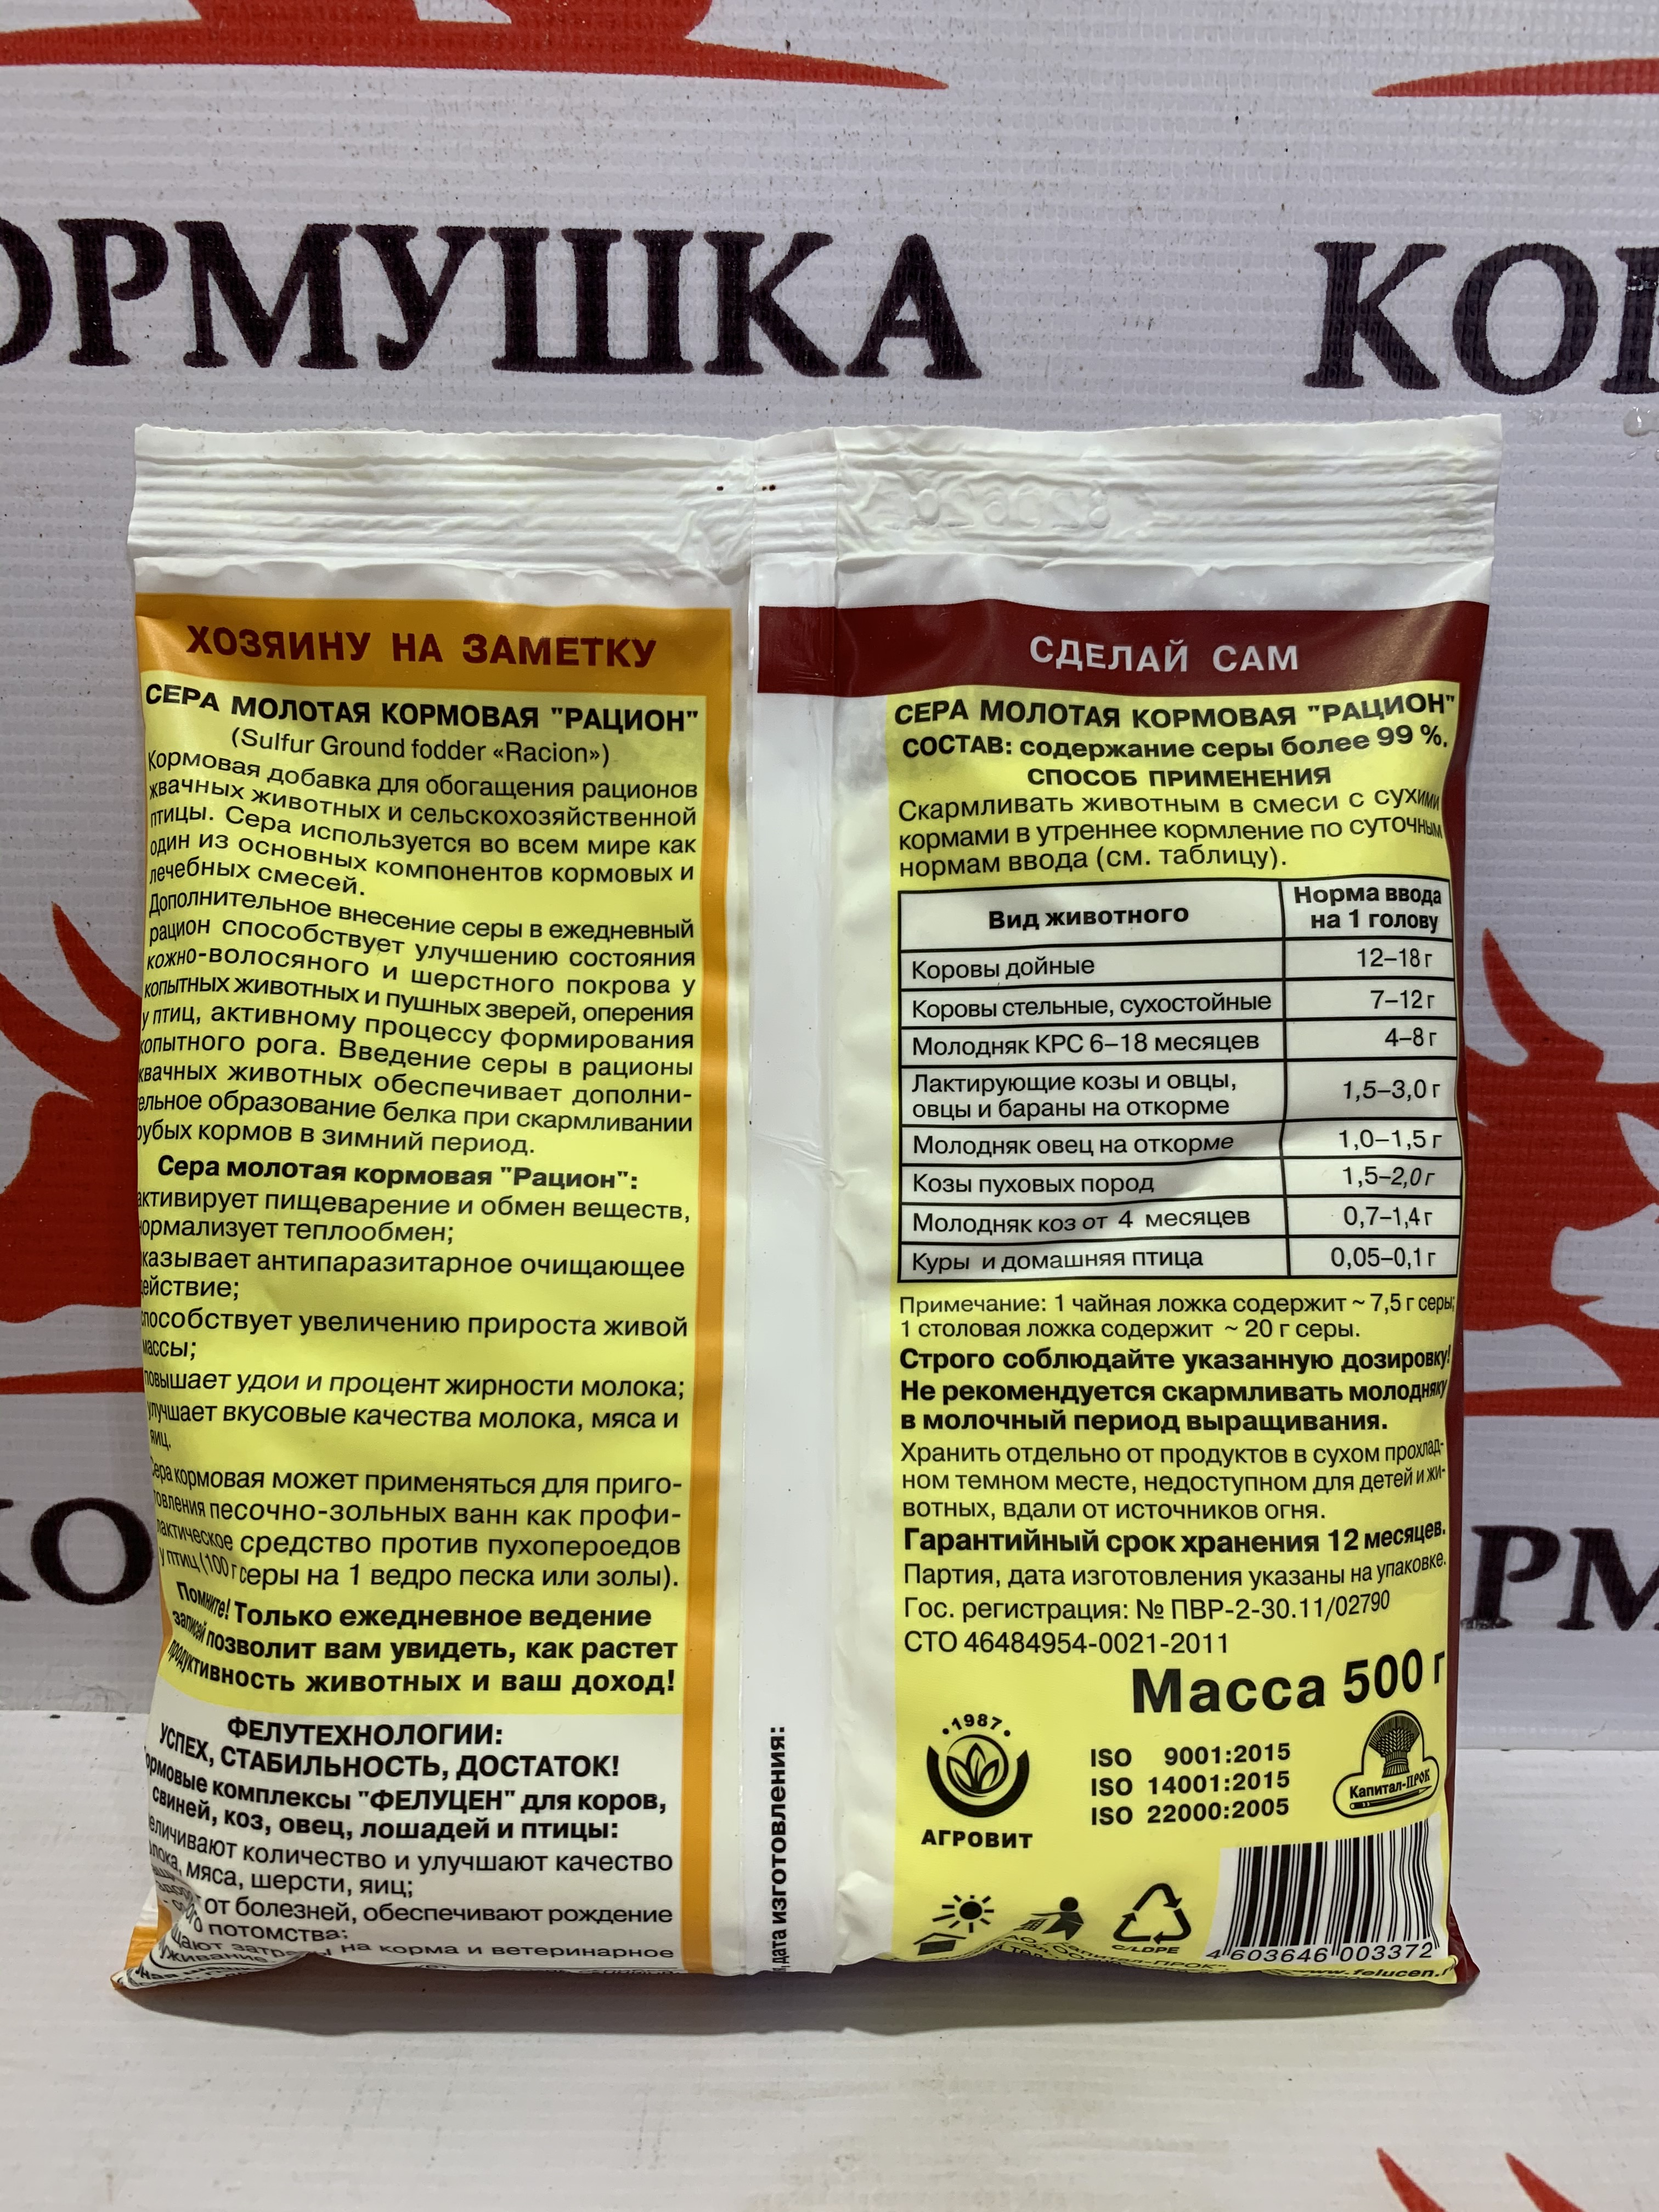 ОРМУШКА
КО
ХОЗЯИНУ НА ЗАМЕТКУ
СЕРА МОЛОТАЯ КОРМОВАЯ "РАЦИОН"
(Sulfur Ground fodder «Racion»)
Кормовая добавка для обогащения рационов
жвачных животных и сельскохозяйственной
птицы. Сера используется во всем мире как
один из основных компонентов кормовых и
лечебных смесей.
Дополнительное внесение серы в ежедневный
рацион способствует улучшению состояния
кожно-волосяного и шерстного покрова у
копытных животных и пушных зверей, оперения
у птиц, активному процессу формирования
копытного рога. Введение серы в рационы
жвачных животных обеспечивает дополни-
ельное образование белка при скармливании
рубых кормов в зимний период.
Сера молотая кормовая "Рацион":
активирует пищеварение и обмен веществ,
нормализует теплообмен;
казывает антипаразитарное очищающее
действие;
способствует увеличению прироста живой
массы;
повышает удои и процент жирности молока;
улучшает вкусовые качества молока, мяса и
яиц.
Сера кормовая может применяться для приго-
товления песочно-зольных ванн как профи-
лактическое средство против пухопероедов
у птиц (100 г серы на 1 ведро песка или золы).
Помните! Только ежедневное ведение
записей позволит вам увидеть, как растет
продуктивность животных и ваш доход!
ФЕЛУТЕХНОЛОГИИ:
УСПЕХ, СТАБИЛЬНОСТЬ, ДОСТАТОК!
ормовые комплексы "ФЕЛУЦЕН" для коров,
свиней, коз, овец, лошадей и птицы:
еличивают количество и улучшают качество
лока, мяса, шерсти, яиц;
от болезней, обеспечивают рождение
потомства;
щают затраты на корма и ветеринарное
уживание.
дата изготовления:
СДЕЛАЙ САМ
СЕРА МОЛОТАЯ КОРМОВАЯ "РАЦИОН"
СОСТАВ: содержание серы более 99 %.
СПОСОБ ПРИМЕНЕНИЯ
Скармливать животным в смеси с сухими
кормами в утреннее кормление по суточным
нормам ввода (см. таблицу).
Вид животного Норма ввода на 1 голову
Коровы дойные 12–18 г
Коровы стельные, сухостойные 7–12 г
Молодняк КРС 6–18 месяцев 4–8 г
Лактирующие козы и овцы,
овцы и бараны на откорме 1,5–3,0 г
Молодняк овец на откорме 1,0–1,5 г
Козы пуховых пород 1,5–2,0 г
Молодняк коз от 4 месяцев 0,7–1,4 г
Куры и домашняя птица 0,05–0,1 г
Примечание: 1 чайная ложка содержит ~ 7,5 г серы;
1 столовая ложка содержит ~ 20 г серы.
Строго соблюдайте указанную дозировку!
Не рекомендуется скармливать молодняку
в молочный период выращивания.
Хранить отдельно от продуктов в сухом прохлад-
ном темном месте, недоступном для детей и жи-
вотных, вдали от источников огня.
Гарантийный срок хранения 12 месяцев.
Партия, дата изготовления указаны на упаковке.
Гос. регистрация: № ПВР-2-30.11/02790
СТО 46484954-0021-2011
Масса 500 г
•1987•
АГРОВИТ
ISO 9001:2015
ISO 14001:2015
ISO 22000:2005
Капитал-ПРОК
C/LDPE
4 603646 003372
www.felucen.r
КО
РМ